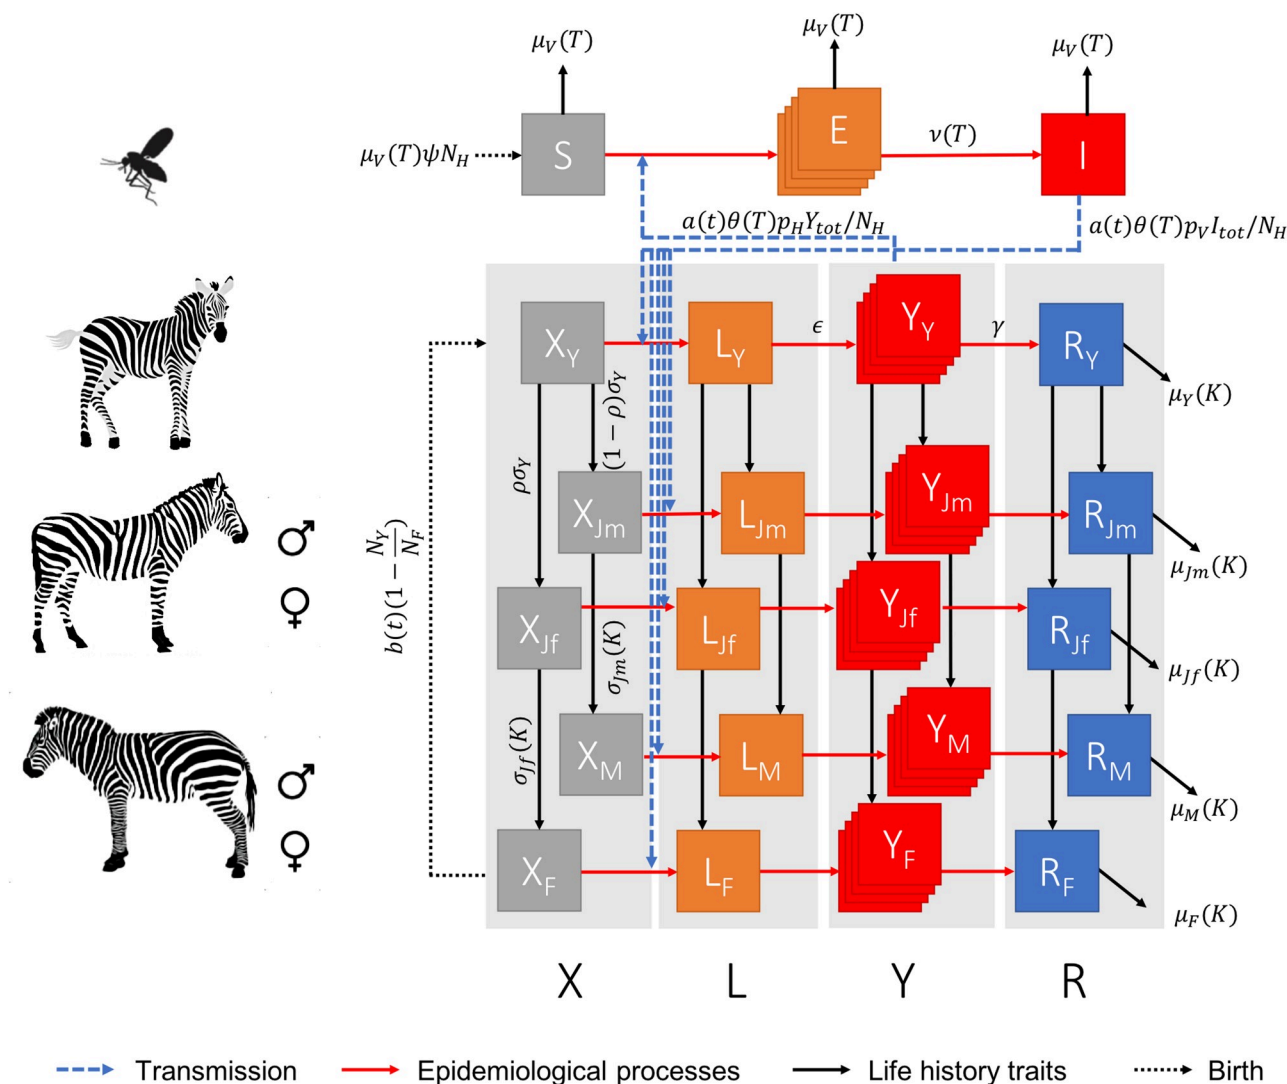 μ_V(T)
μ_V(T)
μ_V(T)
μ_V(T)ψN_H
S
E
ν(T)
I
a(t)θ(T)p_H Y_tot/N_H
a(t)θ(T)p_V I_tot/N_H
X_Y
L_Y
ϵ
Y_Y
γ
R_Y
μ_Y(K)
ρσ_Y
(1 − ρ)σ_Y
X_Jm
L_Jm
Y_Jm
R_Jm
μ_Jm(K)
♂
♀
b(t)(1 − N_Y/N_F)
X_Jf
L_Jf
Y_Jf
R_Jf
μ_Jf(K)
σ_Jm(K)
σ_Jf(K)
X_M
L_M
Y_M
R_M
μ_M(K)
♂
♀
X_F
L_F
Y_F
R_F
μ_F(K)
X L Y R
Transmission Epidemiological processes Life history traits Birth